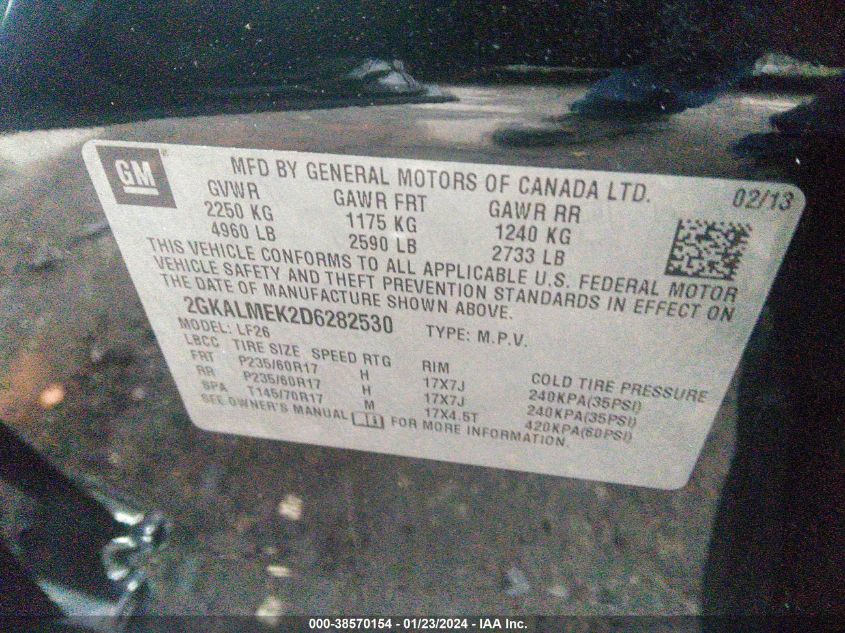 GM
MFD BY GENERAL MOTORS OF CANADA LTD. 02/13
GVWR GAWR FRT GAWR RR
2250 KG 1175 KG 1240 KG
4960 LB 2590 LB 2733 LB
THIS VEHICLE CONFORMS TO ALL APPLICABLE U.S. FEDERAL MOTOR
VEHICLE SAFETY AND THEFT PREVENTION STANDARDS IN EFFECT ON
THE DATE OF MANUFACTURE SHOWN ABOVE.
2GKALMEK2D6282530 TYPE: M.P.V.
MODEL: LF26
LBCC TIRE SIZE SPEED RTG RIM COLD TIRE PRESSURE
FRT P235/60R17 H 17X7J 240KPA(35PSI)
RR P235/60R17 H 17X7J 240KPA(35PSI)
SPA T145/70R17 M 17X4.5T 420KPA(60PSI)
SEE OWNER'S MANUAL FOR MORE INFORMATION.
000-38570154 - 01/23/2024 - IAA Inc.